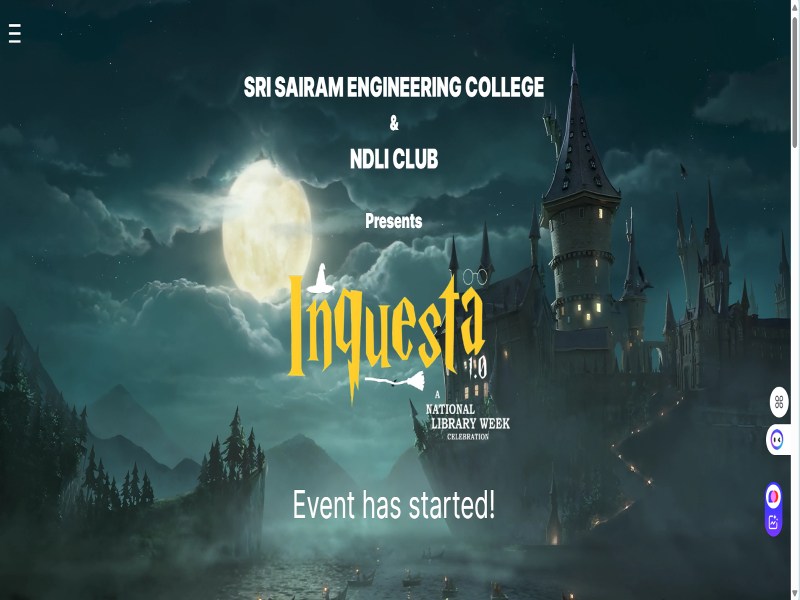 SRI SAIRAM ENGINEERING COLLEGE
&
NDLI CLUB
Presents
Inquesta
1.0
A
NATIONAL
LIBRARY WEEK
CELEBRATION
Event has started!